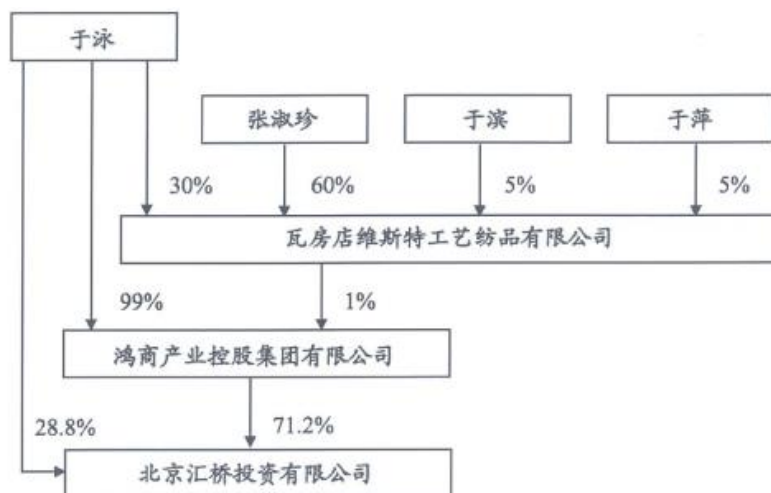 于泳
张淑珍
于滨
于萍
30%
60%
5%
5%
瓦房店维斯特工艺纺品有限公司
99%
1%
鸿商产业控股集团有限公司
28.8%
71.2%
北京汇桥投资有限公司